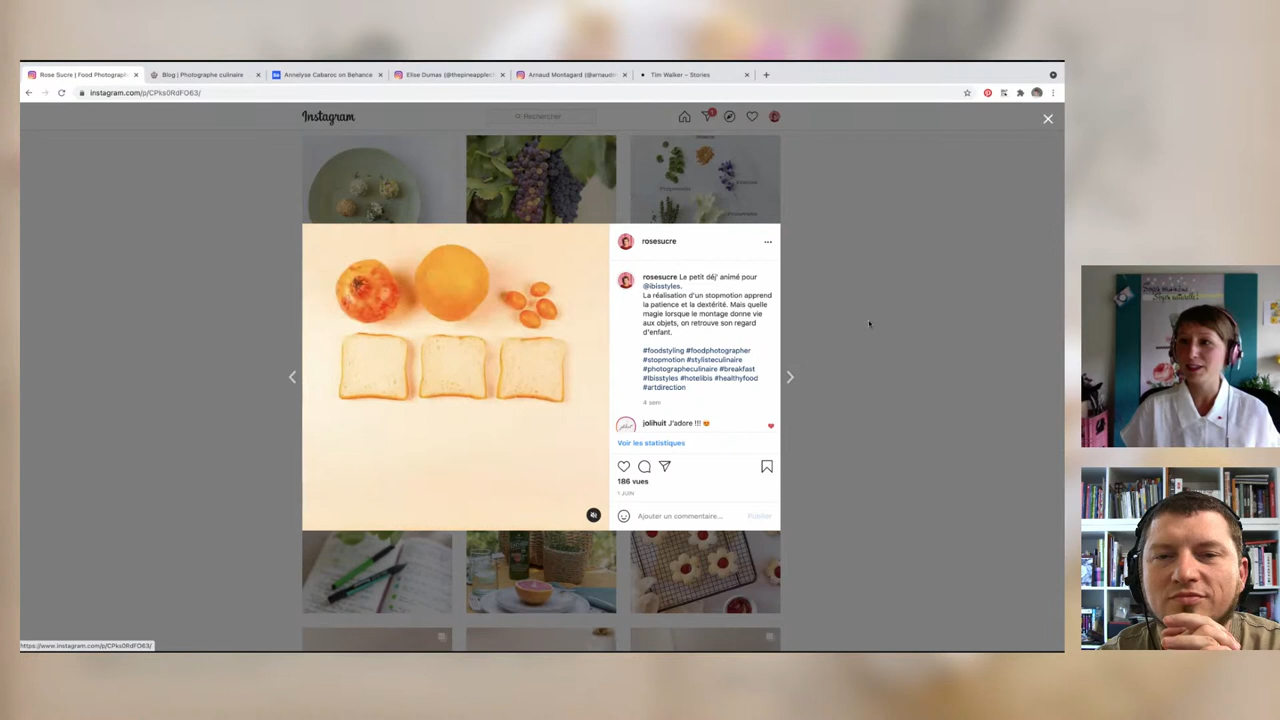 Rose Sucre | Food Photograph
Blog | Photographe culinaire
Annelyse Cabaroc on Behance
Elise Dumas (@thepineapplec
Arnaud Montagard (@arnaudm
Tim Walker – Stories
instagram.com/p/CPks0RdFO63/
Instagram
Rechercher
rosesucre
rosesucre Le petit déj' animé pour
@ibisstyles.
La réalisation d'un stopmotion apprend
la patience et la dextérité. Mais quelle
magie lorsque le montage donne vie
aux objets, on retrouve son regard
d'enfant.
#foodstyling #foodphotographer
#stopmotion #stylisteculinaire
#photographeculinaire #breakfast
#Ibisstyles #hotelibis #healthyfood
#artdirection
4 sem
jolihuit J'adore !!! 😍
Voir les statistiques
186 vues
1 JUIN
Ajouter un commentaire...
Publier
https://www.instagram.com/p/CPks0RdFO63/